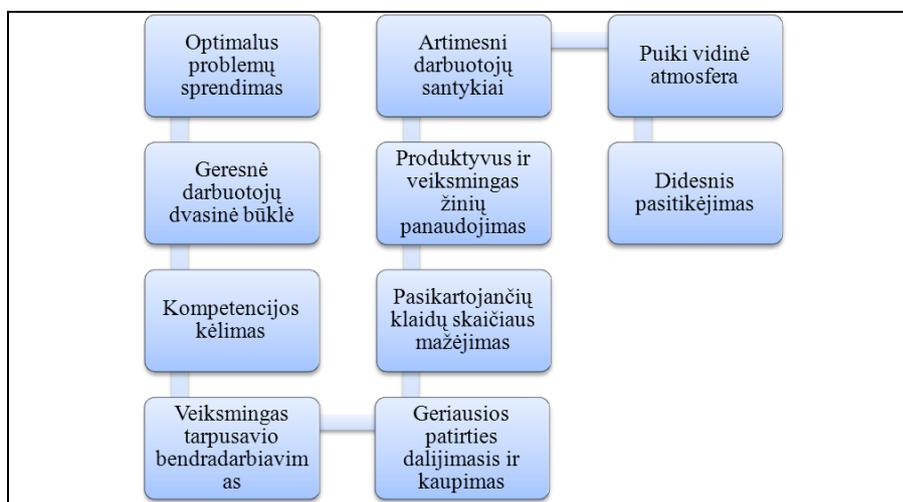 Optimalus
problemų
sprendimas
Geresnė
darbuotojų
dvasinė būklė
Kompetencijos
kėlimas
Veiksmingas
tarpusavio
bendradarbiavim
as
Geriausios
patirties
dalijimasis ir
kaupimas
Pasikartojančių
klaidų skaičiaus
mažėjimas
Produktyvus ir
veiksmingas
žinių
panaudojimas
Artimesni
darbuotojų
santykiai
Puiki vidinė
atmosfera
Didesnis
pasitikėjimas